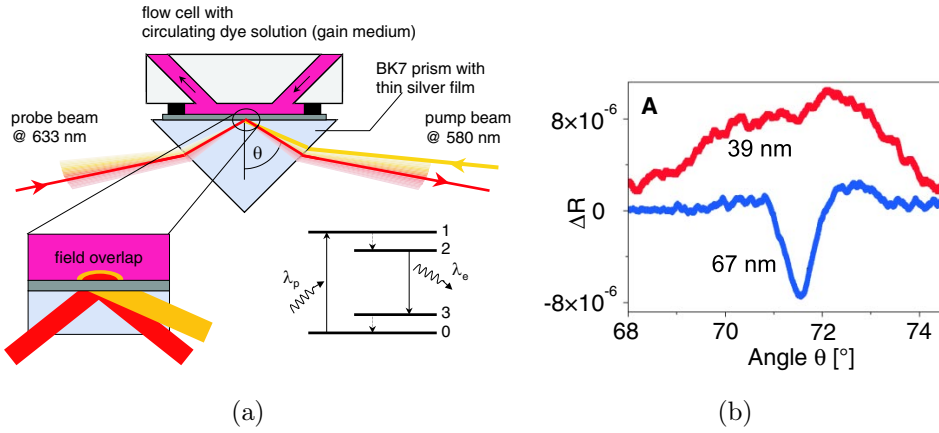 flow cell with
circulating dye solution (gain medium)
BK7 prism with
thin silver film
probe beam
@ 633 nm
pump beam
@ 580 nm
θ
field overlap
1
2
λp
λe
3
0
(a)
A
8×10⁻⁶
39 nm
ΔR
0
67 nm
-8×10⁻⁶
68 70 72 74
Angle θ [°]
(b)